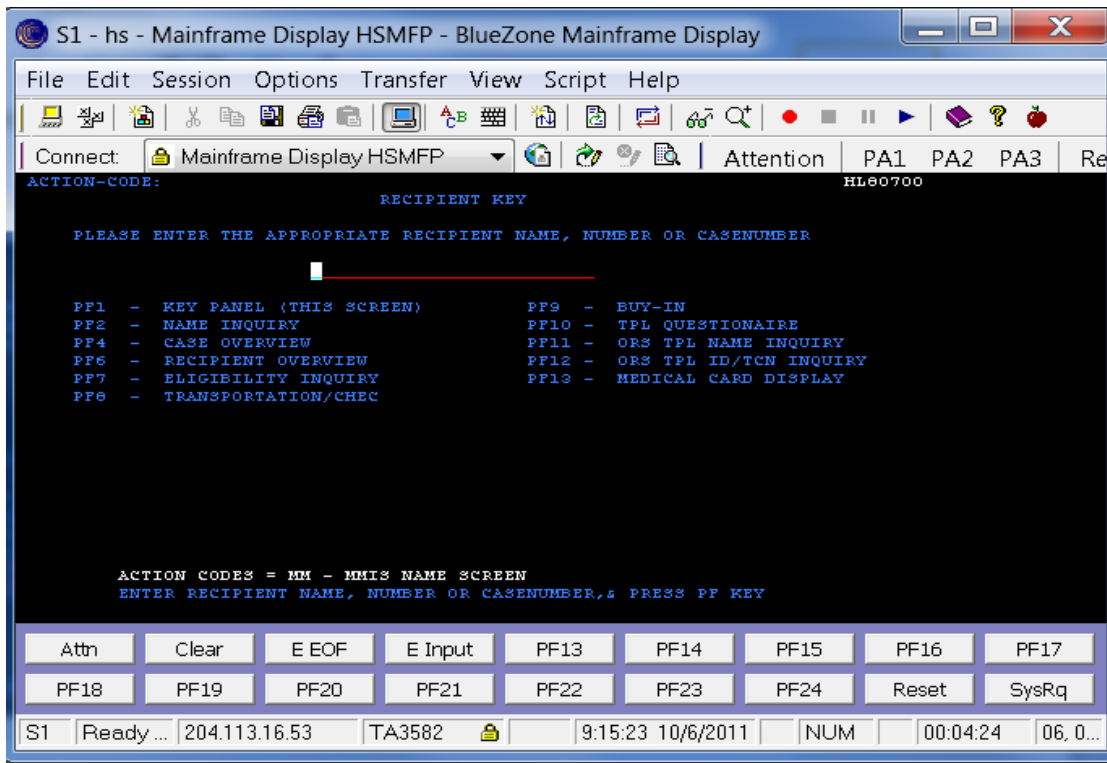 S1 - hs - Mainframe Display HSMFP - BlueZone Mainframe Display
File Edit Session Options Transfer View Script Help
Connect: Mainframe Display HSMFP Attention PA1 PA2 PA3 Re
ACTION-CODE: HL80700
RECIPIENT KEY
PLEASE ENTER THE APPROPRIATE RECIPIENT NAME, NUMBER OR CASENUMBER
PF1 - KEY PANEL (THIS SCREEN) PF9 - BUY-IN
PF2 - NAME INQUIRY PF10 - TPL QUESTIONAIRE
PF4 - CASE OVERVIEW PF11 - ORS TPL NAME INQUIRY
PF6 - RECIPIENT OVERVIEW PF12 - ORS TPL ID/TCN INQUIRY
PF7 - ELIGIBILITY INQUIRY PF13 - MEDICAL CARD DISPLAY
PF8 - TRANSPORTATION/CHEC
ACTION CODES = MM - MMIS NAME SCREEN
ENTER RECIPIENT NAME, NUMBER OR CASENUMBER,& PRESS PF KEY
Attn Clear E EOF E Input PF13 PF14 PF15 PF16 PF17
PF18 PF19 PF20 PF21 PF22 PF23 PF24 Reset SysRq
S1 Ready ... 204.113.16.53 TA3582 9:15:23 10/6/2011 NUM 00:04:24 06, 0...